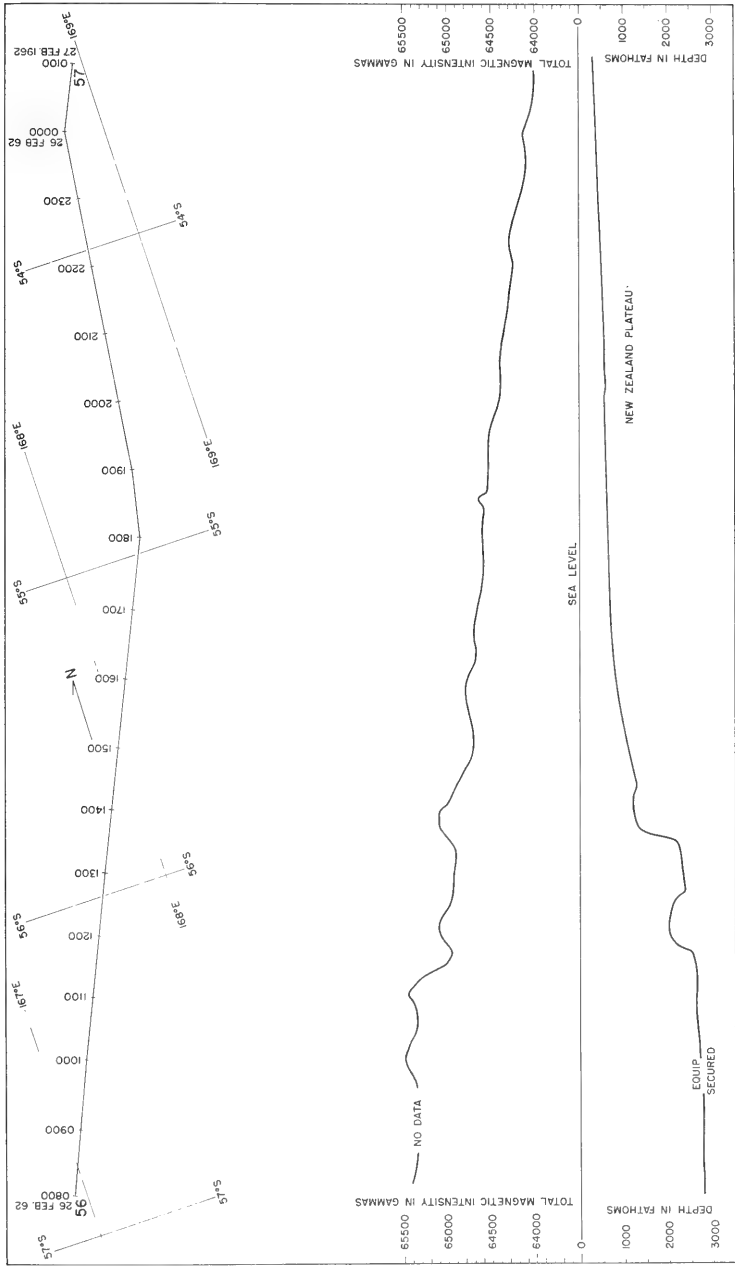 26 FEB. 62
56
0800
0900
1000
1100
1200
1300
1400
1500
1600
1700
1800
1900
2000
2100
2200
2300
0000
26 FEB 62
0100
27 FEB. 1962
57
57°S
57°S
167°E
56°S
56°S
168°E
N
55°S
55°S
168°E
169°E
54°S
54°S
169°E
TOTAL MAGNETIC INTENSITY IN GAMMAS
65500
65000
64500
64000
NO DATA
TOTAL MAGNETIC INTENSITY IN GAMMAS
65500
65000
64500
64000
SEA LEVEL
DEPTH IN FATHOMS
0
1000
2000
3000
EQUIP
SECURED
NEW ZEALAND PLATEAU
DEPTH IN FATHOMS
0
1000
2000
3000